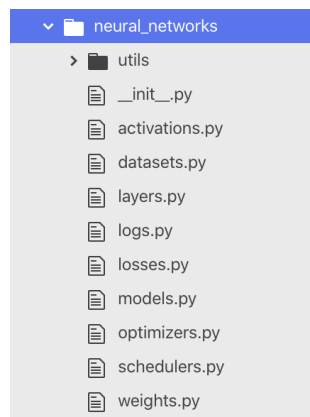 neural_networks
utils
__init__.py
activations.py
datasets.py
layers.py
logs.py
losses.py
models.py
optimizers.py
schedulers.py
weights.py